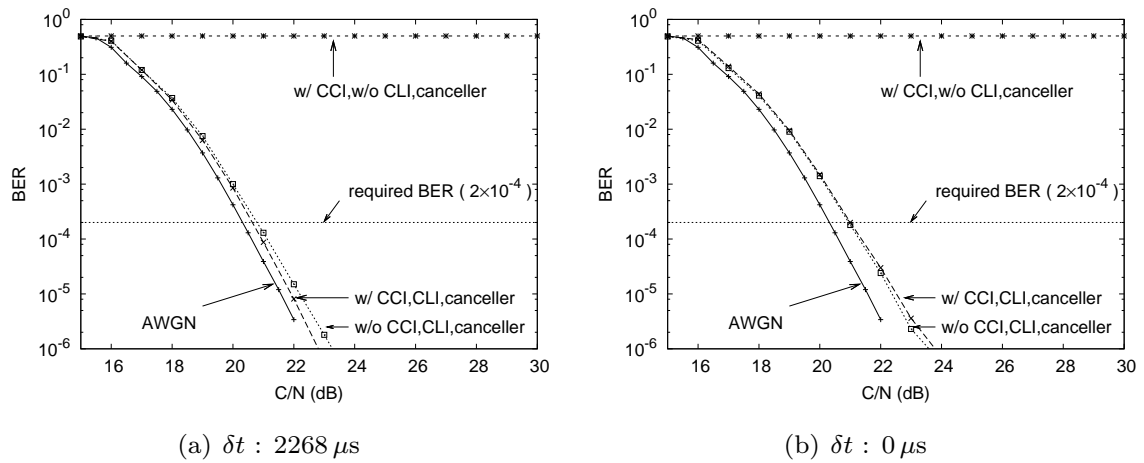 10^0
10^-1
10^-2
10^-3
10^-4
10^-5
10^-6
BER
16 18 20 22 24 26 28 30
C/N (dB)
w/ CCI,w/o CLI,canceller
required BER ( 2×10^-4)
w/ CCI,CLI,canceller
AWGN
w/o CCI,CLI,canceller
(a) δt : 2268 μs
10^0
10^-1
10^-2
10^-3
10^-4
10^-5
10^-6
BER
16 18 20 22 24 26 28 30
C/N (dB)
w/ CCI,w/o CLI,canceller
required BER ( 2×10^-4)
w/ CCI,CLI,canceller
AWGN
w/o CCI,CLI,canceller
(b) δt : 0 μs